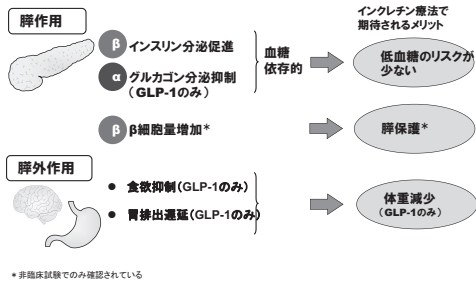 インクレチン療法で
期待されるメリット
膵作用
β インスリン分泌促進
α グルカゴン分泌抑制
(GLP-1のみ)
血糖
依存的
低血糖のリスクが
少ない
β β細胞量増加*
膵保護*
膵外作用
● 食欲抑制(GLP-1のみ)
● 胃排出遅延(GLP-1のみ)
体重減少
(GLP-1のみ)
* 非臨床試験でのみ確認されている